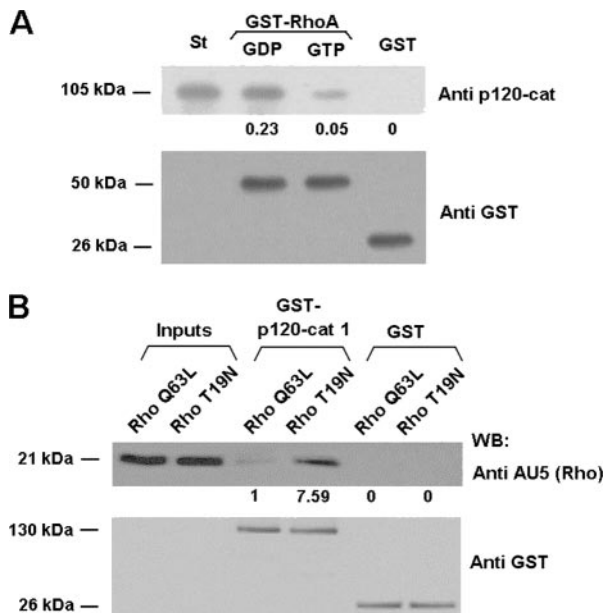 A
GST-RhoA
St GDP GTP GST
105 kDa — Anti p120-cat
0.23 0.05 0
50 kDa —
Anti GST
26 kDa —
B
GST-
Inputs p120-cat 1 GST
Rho Q63L Rho T19N Rho Q63L Rho T19N Rho Q63L Rho T19N
WB:
21 kDa — Anti AU5 (Rho)
1 7.59 0 0
130 kDa —
Anti GST
26 kDa —